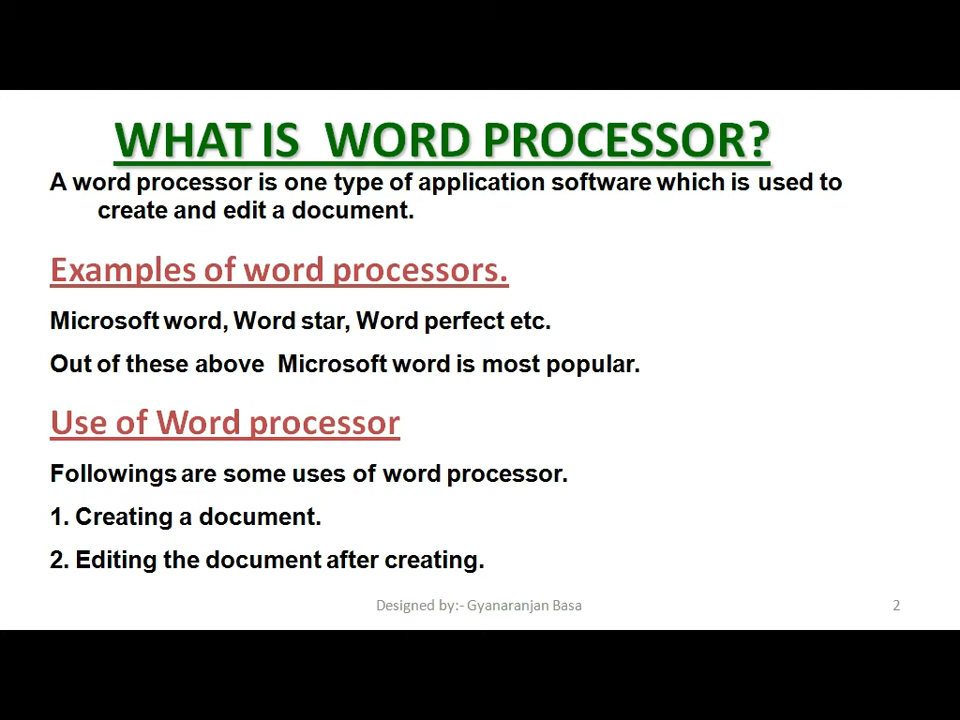 WHAT IS  WORD PROCESSOR?
A word processor is one type of application software which is used to
create and edit a document.
Examples of word processors.
Microsoft word, Word star, Word perfect etc.
Out of these above  Microsoft word is most popular.
Use of Word processor
Followings are some uses of word processor.
1. Creating a document.
2. Editing the document after creating.
Designed by:- Gyanaranjan Basa
2